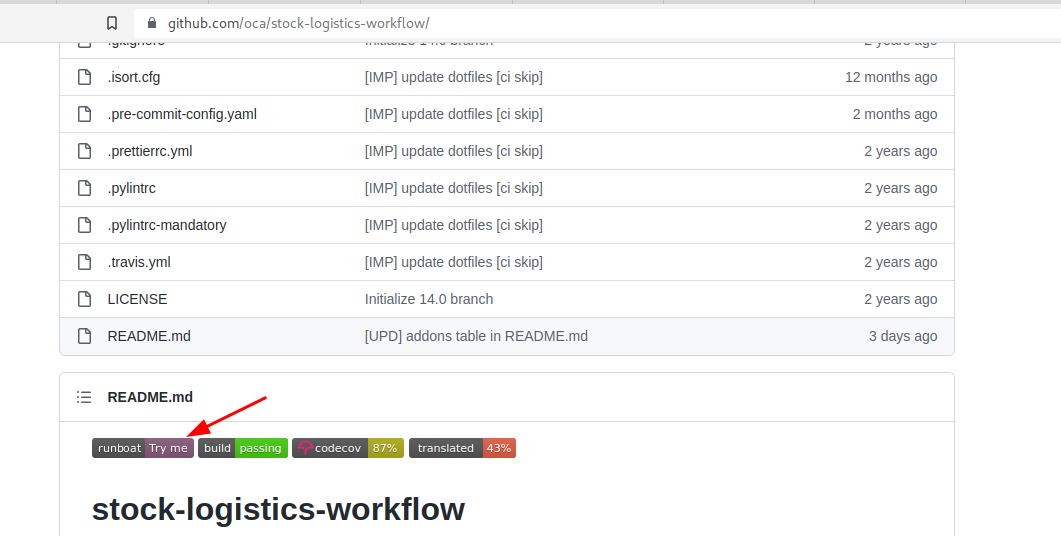 github.com/oca/stock-logistics-workflow/
.gitignore Initialize 14.0 branch 2 years ago
.isort.cfg [IMP] update dotfiles [ci skip] 12 months ago
.pre-commit-config.yaml [IMP] update dotfiles [ci skip] 2 months ago
.prettierrc.yml [IMP] update dotfiles [ci skip] 2 years ago
.pylintrc [IMP] update dotfiles [ci skip] 2 years ago
.pylintrc-mandatory [IMP] update dotfiles [ci skip] 2 years ago
.travis.yml [IMP] update dotfiles [ci skip] 2 years ago
LICENSE Initialize 14.0 branch 2 years ago
README.md [UPD] addons table in README.md 3 days ago
README.md
runboat Try me build passing codecov 87% translated 43%
stock-logistics-workflow